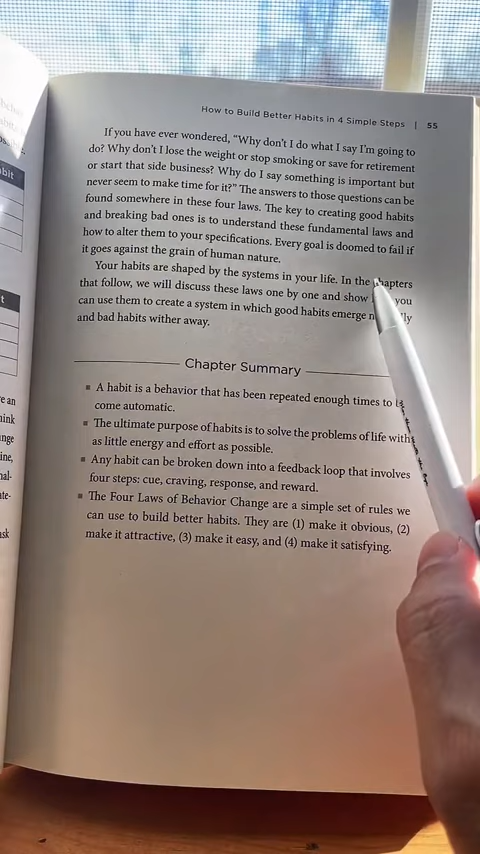 How to Build Better Habits in 4 Simple Steps | 55
If you have ever wondered, “Why don't I do what I say I'm going to
do? Why don't I lose the weight or stop smoking or save for retirement
or start that side business? Why do I say something is important but
never seem to make time for it?” The answers to those questions can be
found somewhere in these four laws. The key to creating good habits
and breaking bad ones is to understand these fundamental laws and
how to alter them to your specifications. Every goal is doomed to fail if
it goes against the grain of human nature.
Your habits are shaped by the systems in your life. In the chapters
that follow, we will discuss these laws one by one and show you
can use them to create a system in which good habits emerge
and bad habits wither away.
Chapter Summary
▪ A habit is a behavior that has been repeated enough times to
come automatic.
▪ The ultimate purpose of habits is to solve the problems of life with
as little energy and effort as possible.
▪ Any habit can be broken down into a feedback loop that involves
four steps: cue, craving, response, and reward.
▪ The Four Laws of Behavior Change are a simple set of rules we
can use to build better habits. They are (1) make it obvious, (2)
make it attractive, (3) make it easy, and (4) make it satisfying.